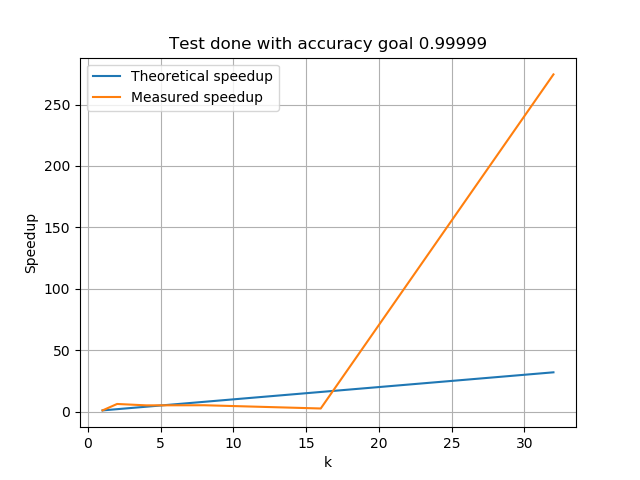 Test done with accuracy goal 0.99999
Theoretical speedup
Measured speedup
250
200
150
100
50
0
Speedup
0 5 10 15 20 25 30
k